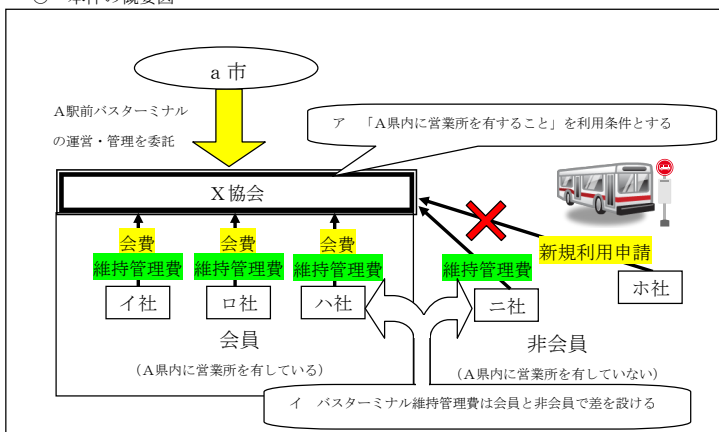 ○ 本件の概要図
a 市
A駅前バスターミナル
の運営・管理を委託
ア 「A県内に営業所を有すること」を利用条件とする
X協会
会費
会費
会費
新規利用申請
維持管理費
維持管理費
維持管理費
維持管理費
イ社
ロ社
ハ社
ニ社
ホ社
会員
非会員
(A県内に営業所を有している)
(A県内に営業所を有していない)
イ バスターミナル維持管理費は会員と非会員で差を設ける